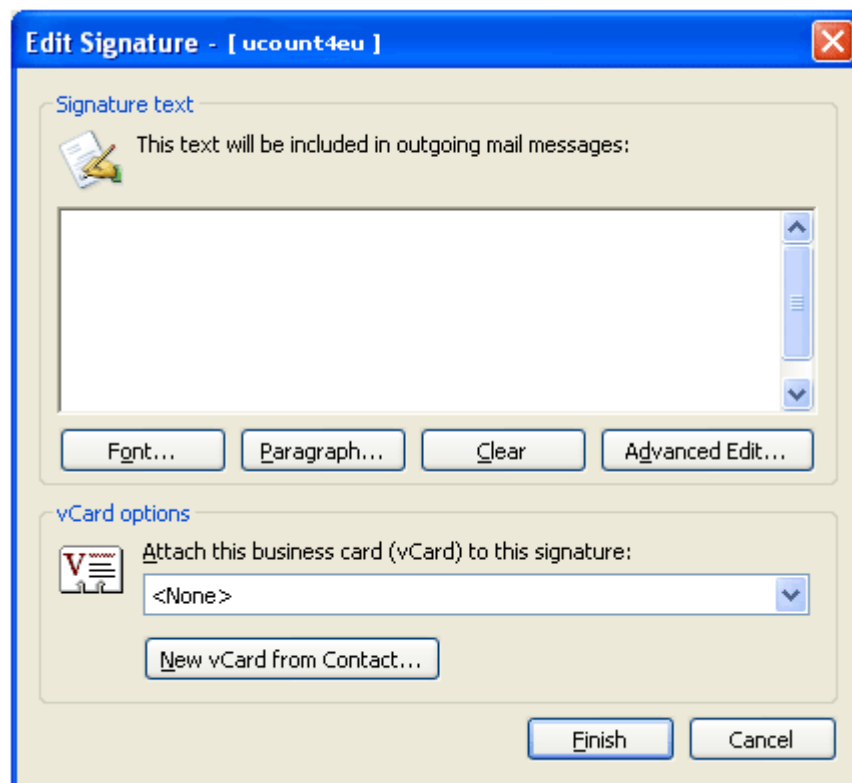 Edit Signature - [ ucount4eu ]
Signature text
This text will be included in outgoing mail messages:
Font... Paragraph... Clear Advanced Edit...
vCard options
V
Attach this business card (vCard) to this signature:
<None>
New vCard from Contact...
Finish Cancel